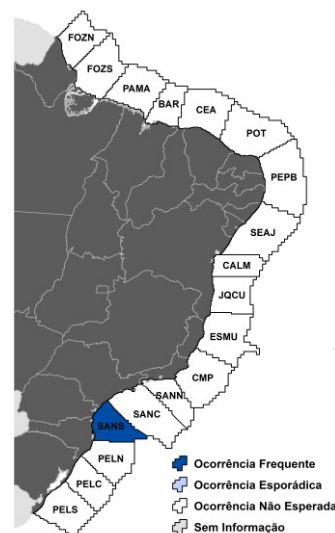 FOZN
FOZS
PAMA
BAR
CEA
POT
PEPB
SEAJ
CALM
JQCU
ESMU
CMP
SANN
SANC
SANS
PELN
PELC
PELS
Ocorrência Frequente
Ocorrência Esporádica
Ocorrência Não Esperada
Sem Informação